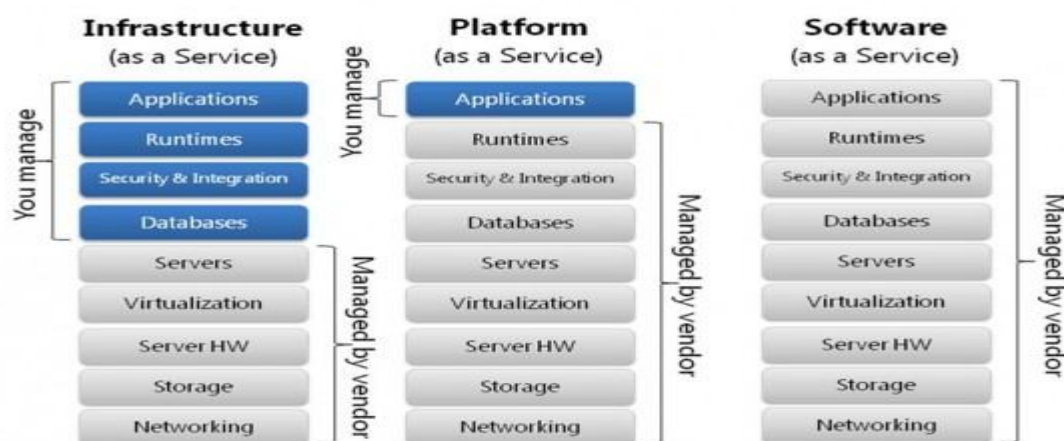 Infrastructure
(as a Service)
You manage
Applications
Runtimes
Security & Integration
Databases
Servers
Virtualization
Server HW
Storage
Networking
Managed by vendor
Platform
(as a Service)
You manage
Applications
Runtimes
Security & Integration
Databases
Servers
Virtualization
Server HW
Storage
Networking
Managed by vendor
Software
(as a Service)
Applications
Runtimes
Security & Integration
Databases
Servers
Virtualization
Server HW
Storage
Networking
Managed by vendor